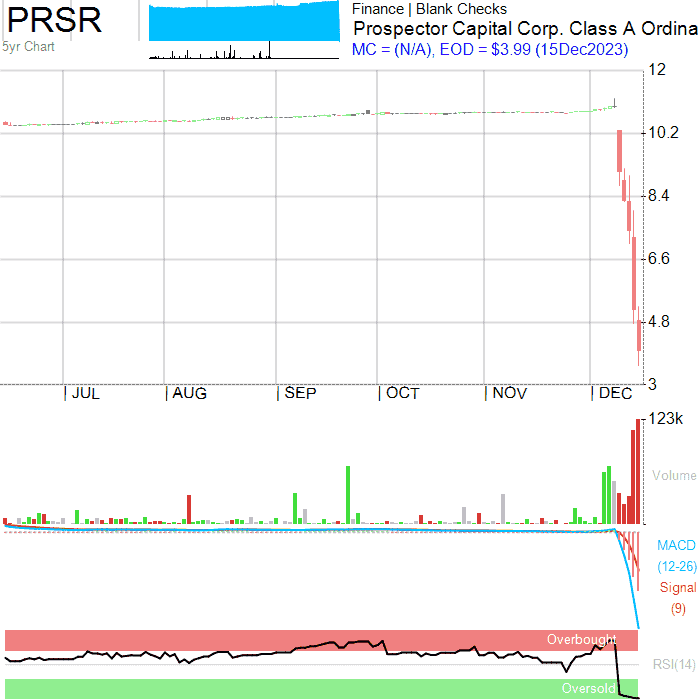 PRSR
5yr Chart
Finance | Blank Checks
Prospector Capital Corp. Class A Ordina
MC = (N/A), EOD = $3.99 (15Dec2023)
12
10.2
8.4
6.6
4.8
3
| JUL | AUG | SEP | OCT | NOV | DEC
123k
Volume
MACD
(12-26)
Signal
(9)
Overbought
RSI(14)
Oversold